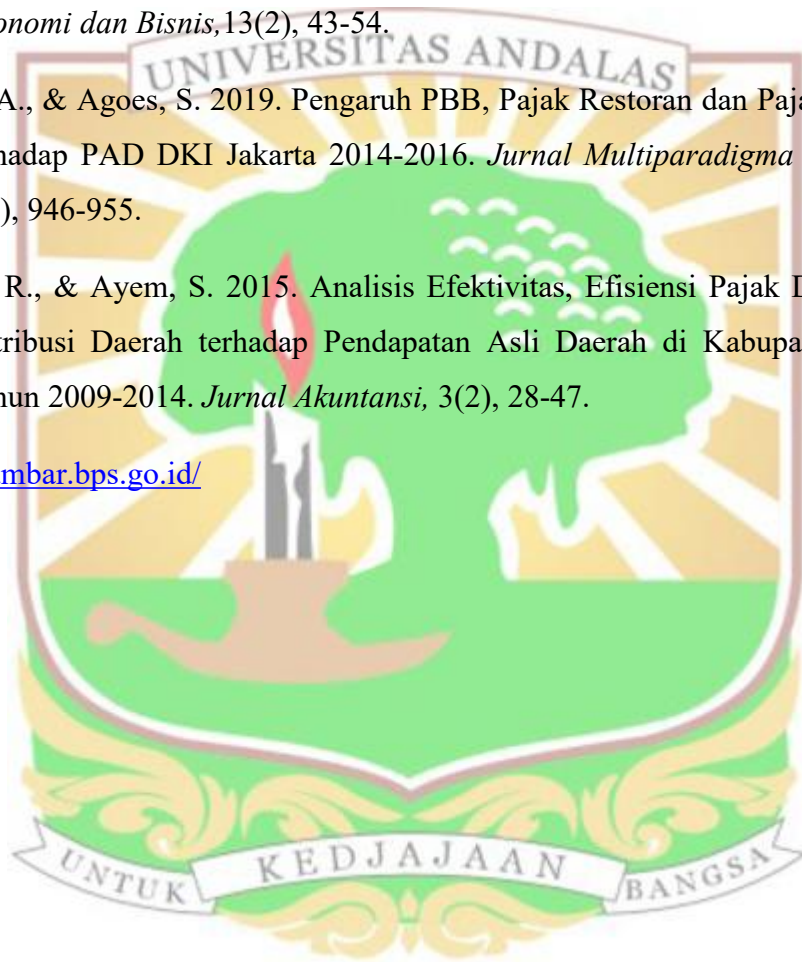 onomi dan Bisnis,13(2), 43-54.
UNIVERSITAS ANDALAS
A., & Agoes, S. 2019. Pengaruh PBB, Pajak Restoran dan Paja
hadap PAD DKI Jakarta 2014-2016. Jurnal Multiparadigma
), 946-955.
R., & Ayem, S. 2015. Analisis Efektivitas, Efisiensi Pajak D
tribusi Daerah terhadap Pendapatan Asli Daerah di Kabupa
hun 2009-2014. Jurnal Akuntansi, 3(2), 28-47.
mbar.bps.go.id/
UNTUK KEDJAJAAN BANGSA